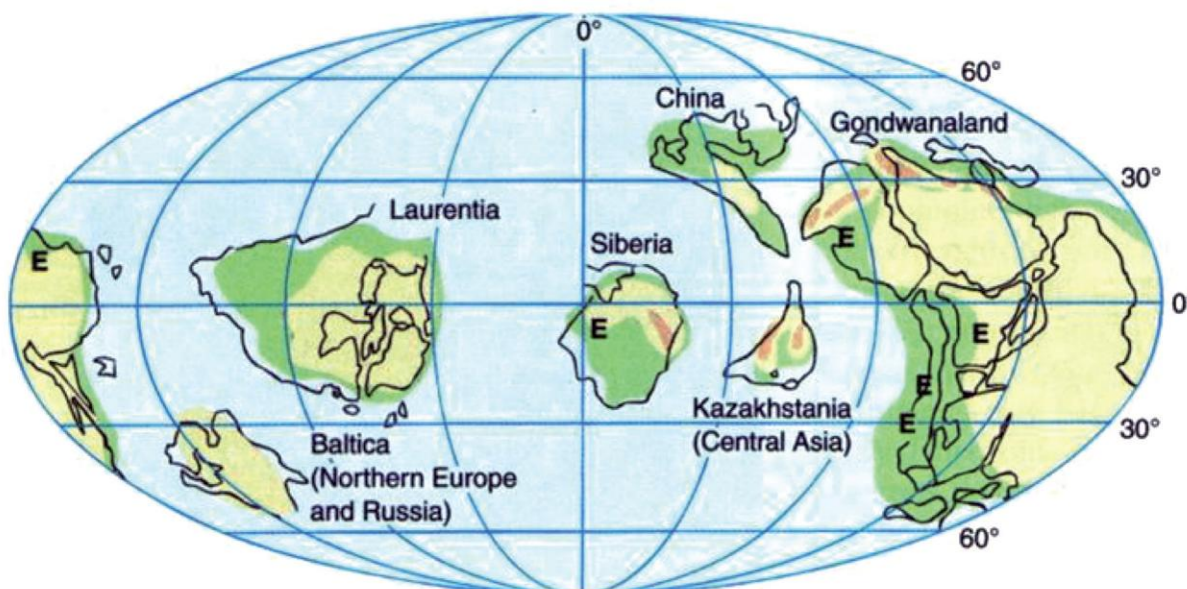 0°
60°
China
Gondwanaland
30°
Laurentia
E
E
Siberia
0
E
E
E
Kazakhstania
(Central Asia)
E
30°
Baltica
(Northern Europe
and Russia)
60°